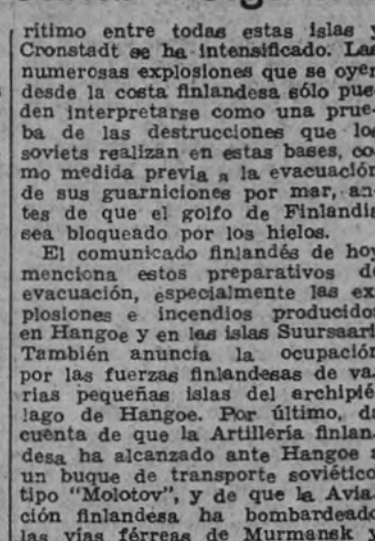 rítimo entre todas estas islas y
Cronstadt se ha intensificado. Las
numerosas explosiones que se oyen
desde la costa finlandesa sólo pue-
den interpretarse como una prue-
ba de las destrucciones que los
soviets realizan en estas bases, co-
mo medida previa a la evacuación
de sus guarniciones por mar, an-
tes de que el golfo de Finlandia
sea bloqueado por los hielos.
El comunicado finlandés de hoy
menciona estos preparativos de
evacuación, especialmente las ex
plosiones e incendios producidos
en Hangoe y en las islas Suursaari
También anuncia la ocupación
por las fuerzas finlandesas de va-
rias pequeñas islas del archipié-
lago de Hangoe. Por último, da
cuenta de que la Artillería finlan.
desa ha alcanzado ante Hangoe a
un buque de transporte soviético
tipo "Molotov", y de que la Avia-
ción finlandesa ha bombardeado
las vías férreas de Murmansk y